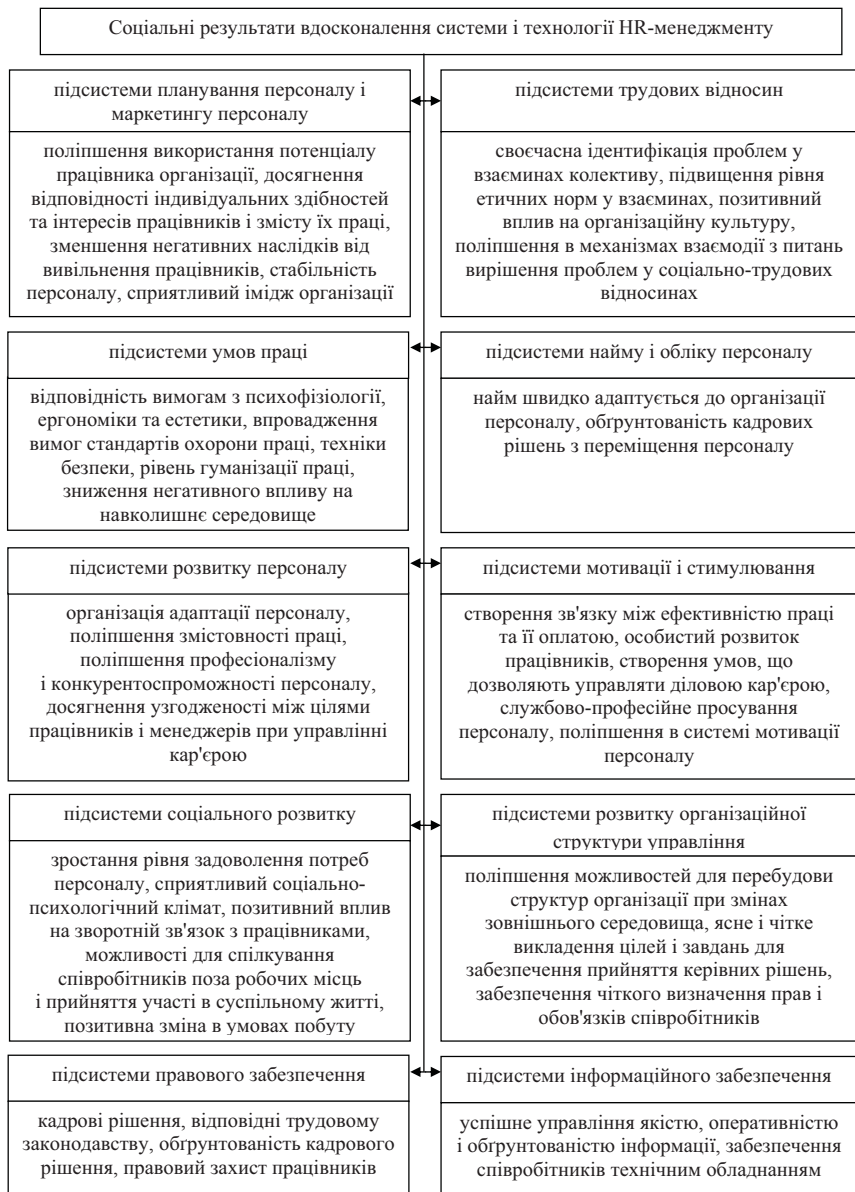 Соціальні результати вдосконалення системи і технології HR-менеджменту
підсистеми планування персоналу і
маркетингу персоналу
поліпшення використання потенціалу
працівника організації, досягнення
відповідності індивідуальних здібностей
та інтересів працівників і змісту їх праці,
зменшення негативних наслідків від
вивільнення працівників, стабільність
персоналу, сприятливий імідж організації
підсистеми трудових відносин
своєчасна ідентифікація проблем у
взаєминах колективу, підвищення рівня
етичних норм у взаєминах, позитивний
вплив на організаційну культуру,
поліпшення в механізмах взаємодії з питань
вирішення проблем у соціально-трудових
відносинах
підсистеми умов праці
відповідність вимогам з психофізіології,
ергономіки та естетики, впровадження
вимог стандартів охорони праці, техніки
безпеки, рівень гуманізації праці,
зниження негативного впливу на
навколишнє середовище
підсистеми найму і обліку персоналу
найм швидко адаптується до організації
персоналу, обґрунтованість кадрових
рішень з переміщення персоналу
підсистеми розвитку персоналу
організація адаптації персоналу,
поліпшення змістовності праці,
поліпшення професіоналізму
і конкурентоспроможності персоналу,
досягнення узгодженості між цілями
працівників і менеджерів при управлінні
кар'єрою
підсистеми мотивації і стимулювання
створення зв'язку між ефективністю праці
та її оплатою, особистий розвиток
працівників, створення умов, що
дозволяють управляти діловою кар'єрою,
службово-професійне просування
персоналу, поліпшення в системі мотивації
персоналу
підсистеми соціального розвитку
зростання рівня задоволення потреб
персоналу, сприятливий соціально-
психологічний клімат, позитивний вплив
на зворотній зв'язок з працівниками,
можливості для спілкування
співробітників поза робочих місць
і прийняття участі в суспільному житті,
позитивна зміна в умовах побуту
підсистеми розвитку організаційної
структури управління
поліпшення можливостей для перебудови
структур організації при змінах
зовнішнього середовища, ясне і чітке
викладення цілей і завдань для
забезпечення прийняття керівних рішень,
забезпечення чіткого визначення прав і
обов'язків співробітників
підсистеми правового забезпечення
кадрові рішення, відповідні трудовому
законодавству, обґрунтованість кадрового
рішення, правовий захист працівників
підсистеми інформаційного забезпечення
успішне управління якістю, оперативністю
і обґрунтованістю інформації, забезпечення
співробітників технічним обладнанням